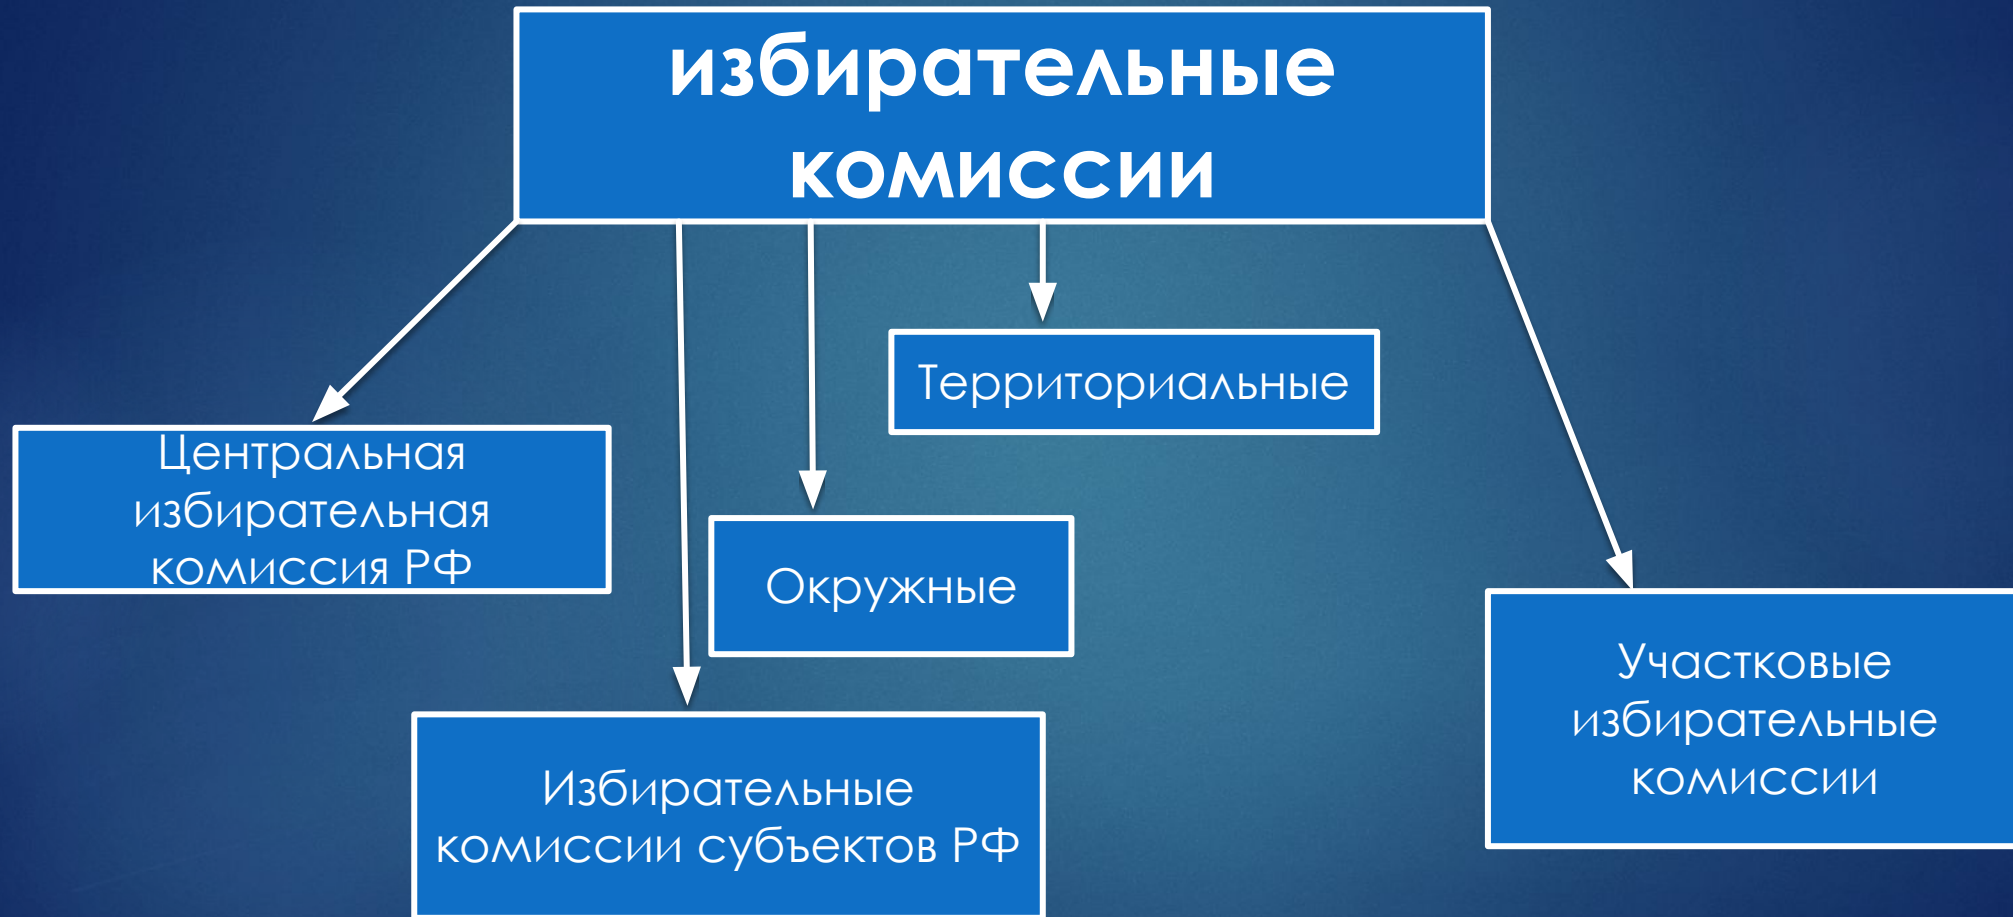 избирательные
комиссии
Территориальные
Центральная
избирательная
комиссия РФ
Окружные
Участковые
избирательные
комиссии
Избирательные
комиссии субъектов РФ